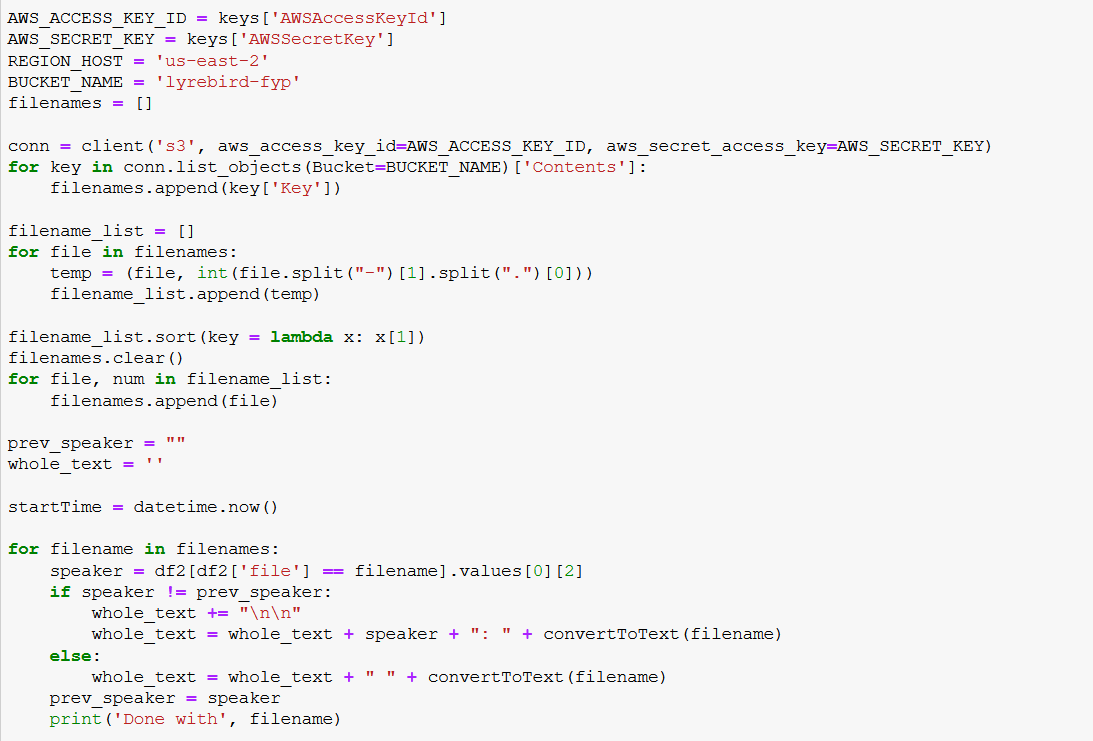 AWS_ACCESS_KEY_ID = keys['AWSAccessKeyId']
AWS_SECRET_KEY = keys['AWSSecretKey']
REGION_HOST = 'us-east-2'
BUCKET_NAME = 'lyrebird-fyp'
filenames = []

conn = client('s3', aws_access_key_id=AWS_ACCESS_KEY_ID, aws_secret_access_key=AWS_SECRET_KEY)
for key in conn.list_objects(Bucket=BUCKET_NAME)['Contents']:
    filenames.append(key['Key'])

filename_list = []
for file in filenames:
    temp = (file, int(file.split("-")[1].split(".")[0]))
    filename_list.append(temp)

filename_list.sort(key = lambda x: x[1])
filenames.clear()
for file, num in filename_list:
    filenames.append(file)

prev_speaker = ""
whole_text = ''

startTime = datetime.now()

for filename in filenames:
    speaker = df2[df2['file'] == filename].values[0][2]
    if speaker != prev_speaker:
        whole_text += "\n\n"
        whole_text = whole_text + speaker + ": " + convertToText(filename)
    else:
        whole_text = whole_text + " " + convertToText(filename)
    prev_speaker = speaker
    print('Done with', filename)